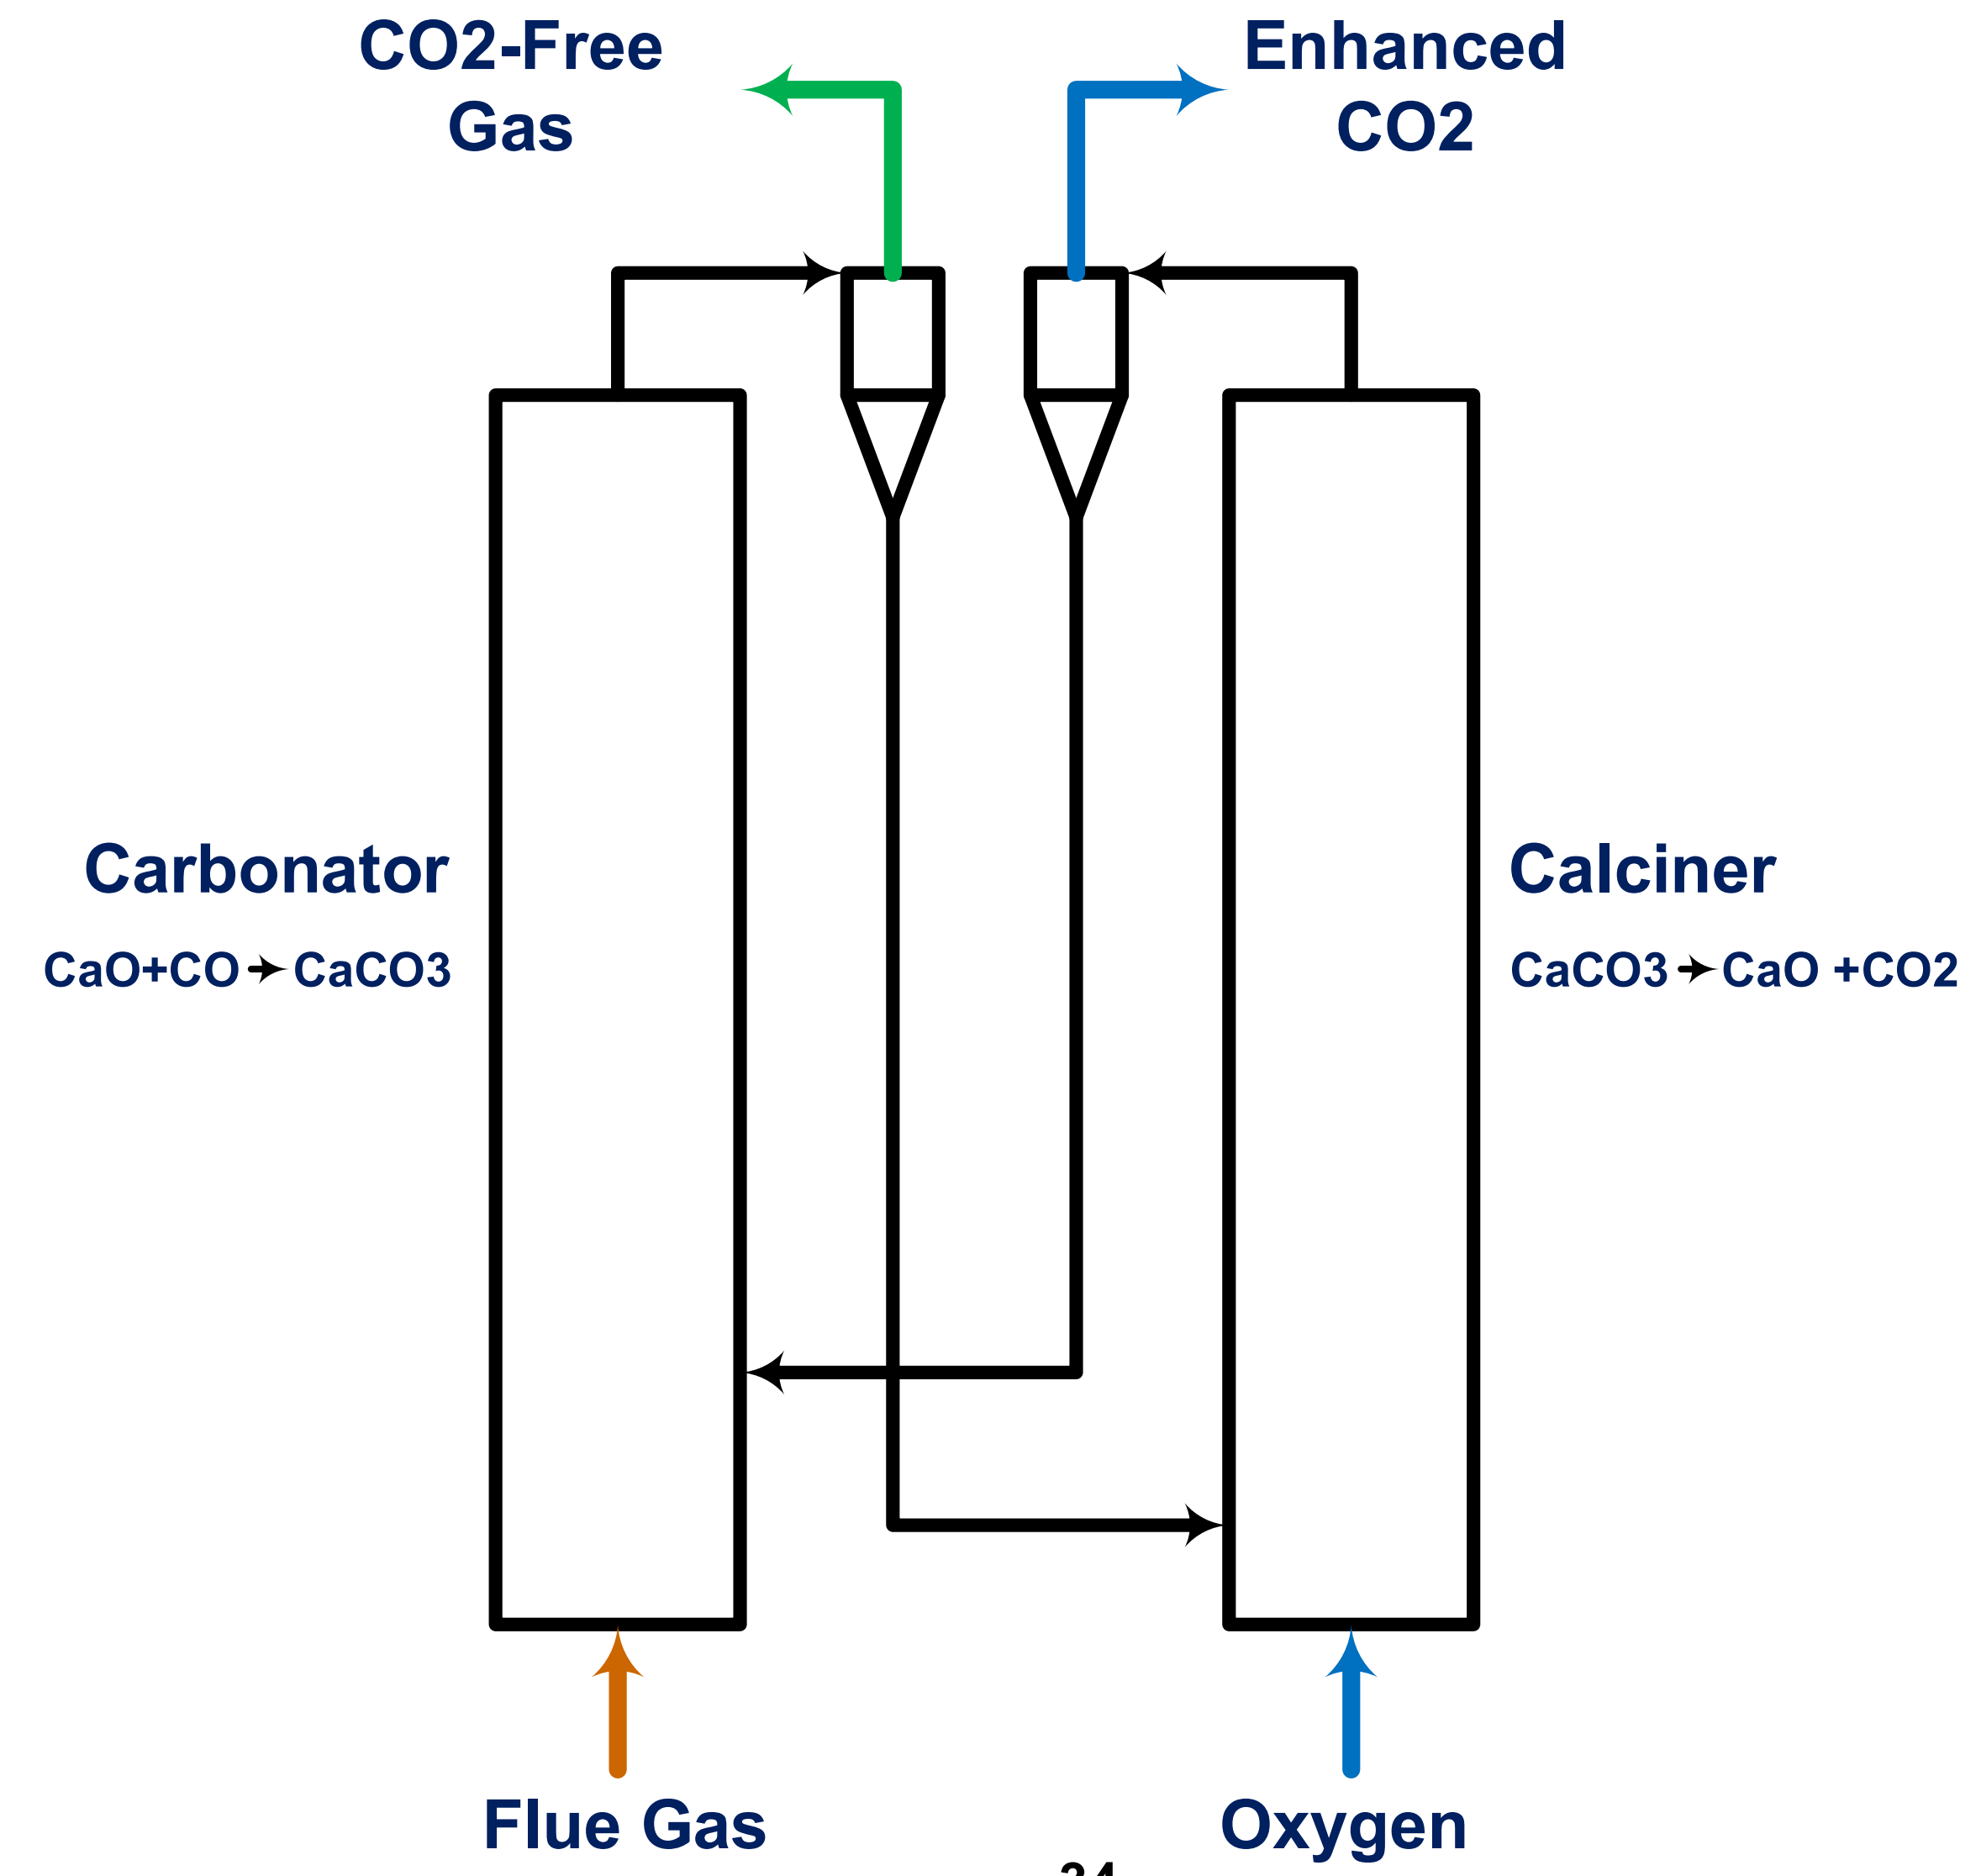 CO2-Free
Gas
Enhanced
CO2
Carbonator
CaO+CO → CaCO3
Calciner
CaCO3 → CaO +CO2
Flue Gas
Oxygen